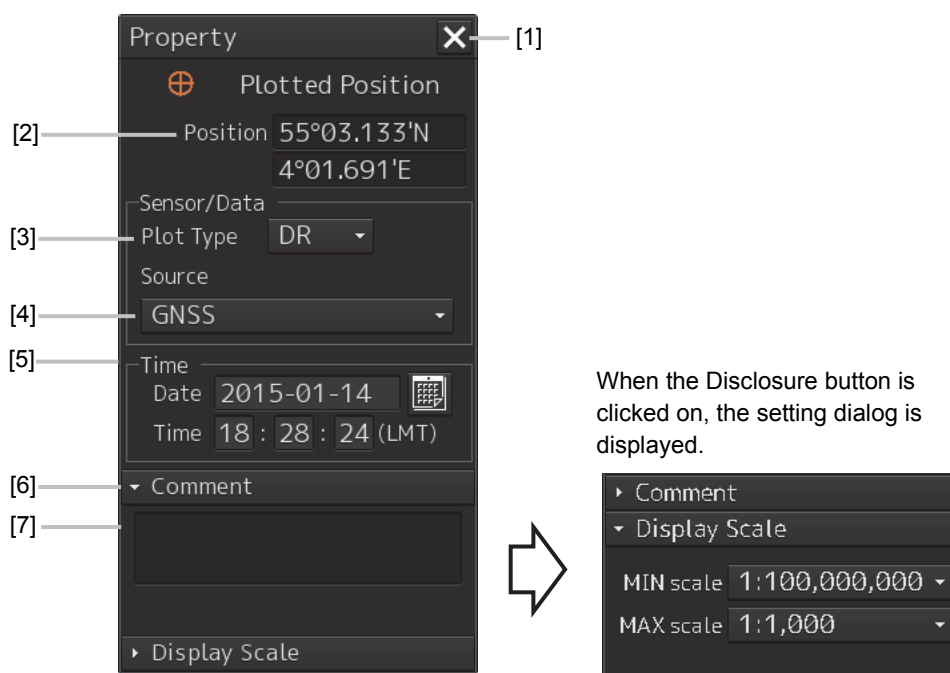 Property
[1]
Plotted Position
[2]
Position 55°03.133'N
4°01.691'E
Sensor/Data
[3]
Plot Type DR
Source
[4]
GNSS
[5]
Time
Date 2015-01-14
Time 18 : 28 : 24 (LMT)
[6]
Comment
[7]
Display Scale
When the Disclosure button is
clicked on, the setting dialog is
displayed.
Comment
Display Scale
MIN scale 1:100,000,000
MAX scale 1:1,000